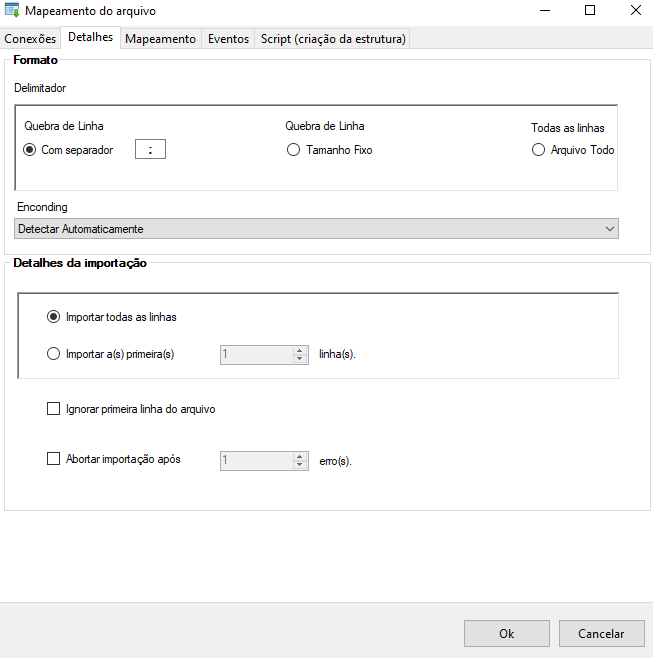 Mapeamento do arquivo
Conexões Detalhes Mapeamento Eventos Script (criação da estrutura)
Formato
Delimitador
Quebra de Linha Quebra de Linha Todas as linhas
Com separador ; Tamanho Fixo Arquivo Todo
Enconding
Detectar Automaticamente
Detalhes da importação
Importar todas as linhas
Importar a(s) primeira(s) 1 linha(s).
Ignorar primeira linha do arquivo
Abortar importação após 1 erro(s).
Ok Cancelar